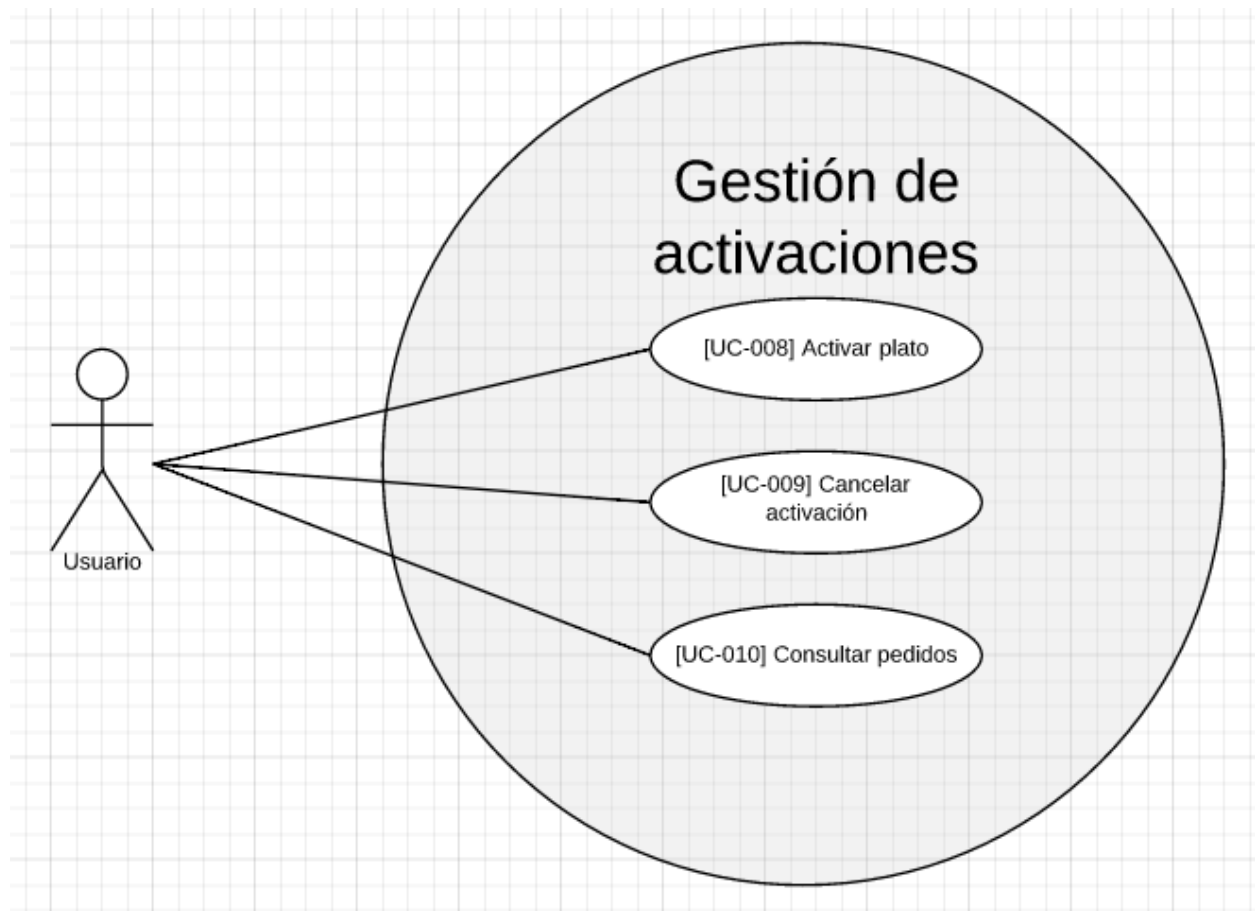 Gestión de
activaciones
[UC-008] Activar plato
[UC-009] Cancelar
activación
[UC-010] Consultar pedidos
Usuario